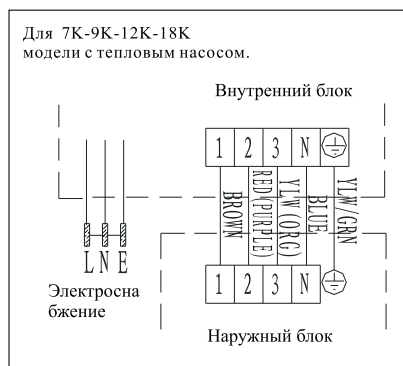 Для 7K-9K-12K-18K
модели с тепловым насосом.
Внутренний блок
1 2 3 N
BROWN
RED(PURPLE)
YLW(ORG)
BLUE
YLW/GRN
L N E
Электросна
бжение
1 2 3 N
Наружный блок